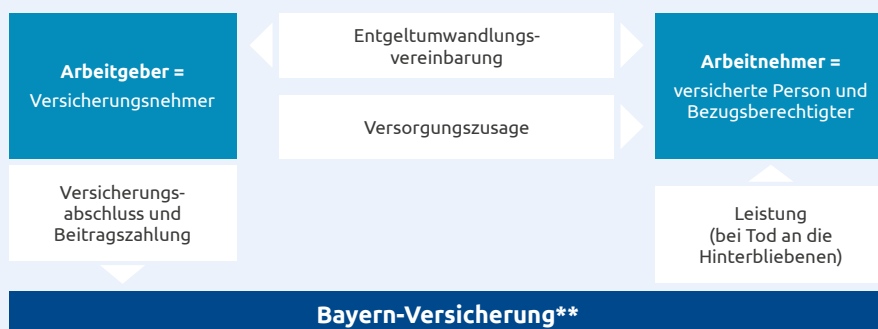 Arbeitgeber =
Versicherungsnehmer
Entgeltumwandlungs-
vereinbarung
Arbeitnehmer =
versicherte Person und
Bezugsberechtigter
Versorgungszusage
Versicherungs-
abschluss und
Beitragszahlung
Leistung
(bei Tod an die
Hinterbliebenen)
Bayern-Versicherung**